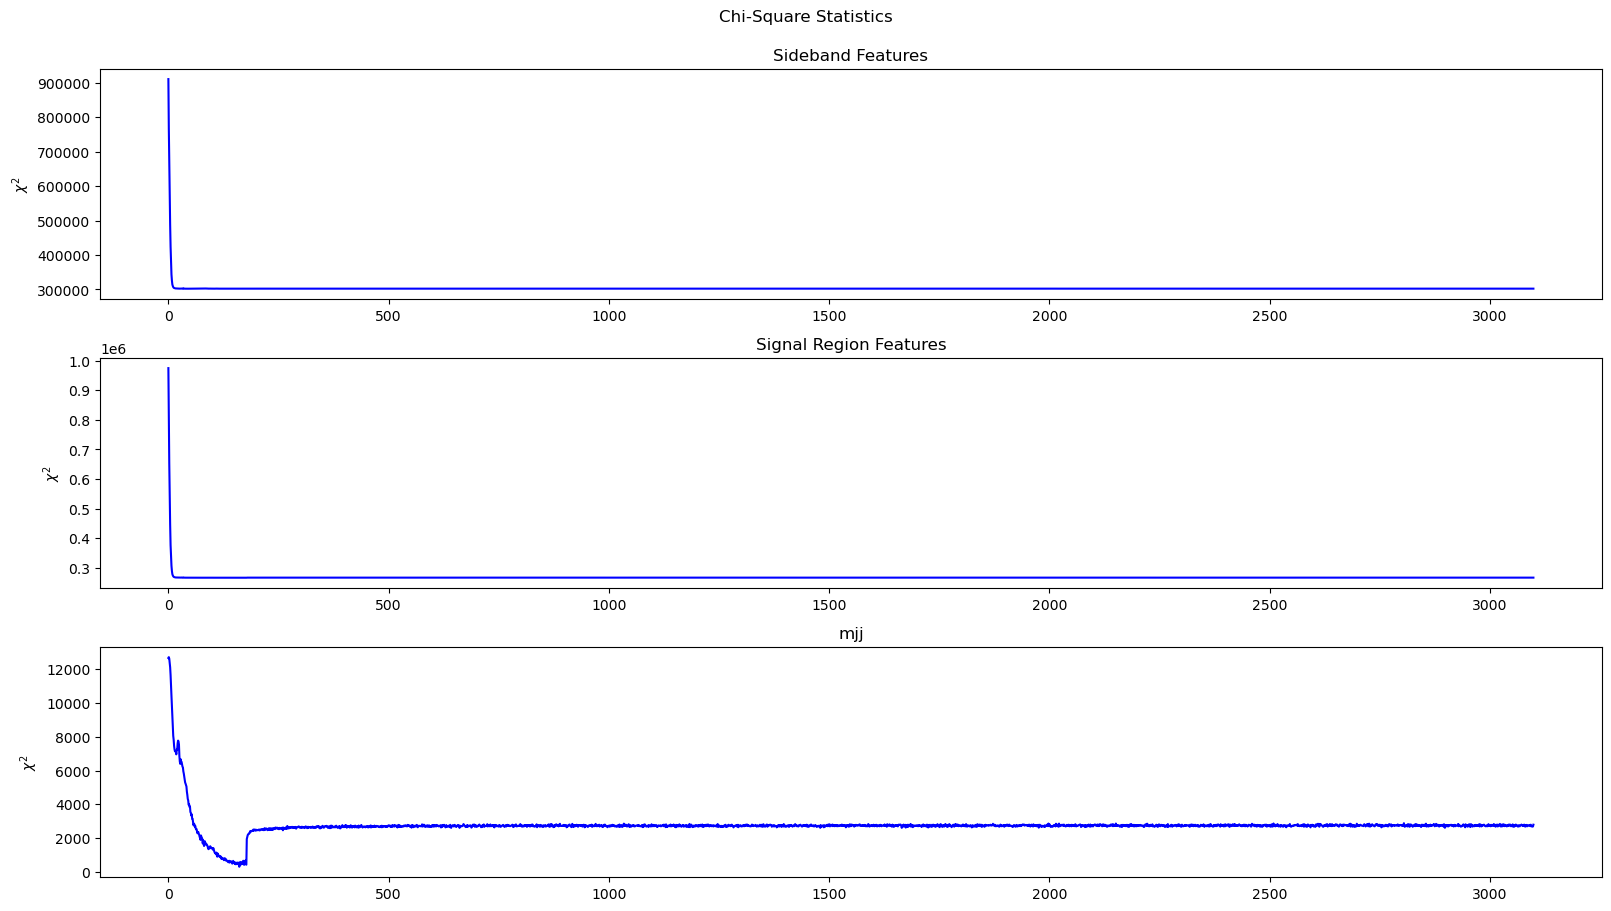 Chi-Square Statistics
Sideband Features
900000
800000
700000
600000
500000
400000
300000
χ²
0 500 1000 1500 2000 2500 3000
Signal Region Features
1e6
1.0
0.9
0.8
0.7
0.6
0.5
0.4
0.3
χ²
0 500 1000 1500 2000 2500 3000
mjj
12000
10000
8000
6000
4000
2000
0
χ²
0 500 1000 1500 2000 2500 3000